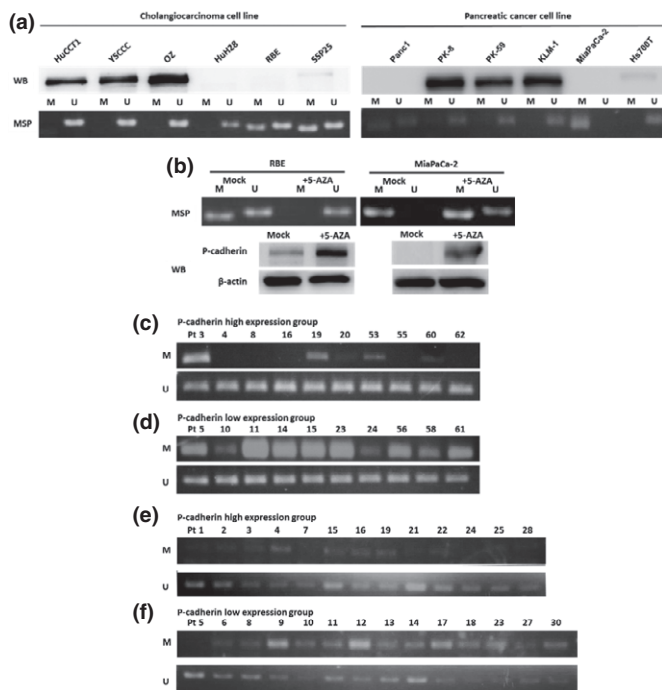 (a)
Cholangiocarcinoma cell line
Pancreatic cancer cell line
HuCCT1 YSCCC OZ HuH28 RBE SSP25
Panc1 PK-8 PK-59 KLM-1 MiaPaCa-2 Hs700T
WB
M U M U M U M U M U M U
M U M U M U M U M U M U
MSP
(b)
RBE
MiaPaCa-2
Mock +5-AZA
Mock +5-AZA
M U M U
M U M U
MSP
Mock +5-AZA
Mock +5-AZA
P-cadherin
WB
β-actin
(c)
P-cadherin high expression group
Pt 3 4 8 16 19 20 53 55 60 62
M
U
(d)
P-cadherin low expression group
Pt 5 10 11 14 15 23 24 56 58 61
M
U
(e)
P-cadherin high expression group
Pt 1 2 3 4 7 15 16 19 21 22 24 25 28
M
U
(f)
P-cadherin low expression group
Pt 5 6 8 9 10 11 12 13 14 17 18 23 27 30
M
U